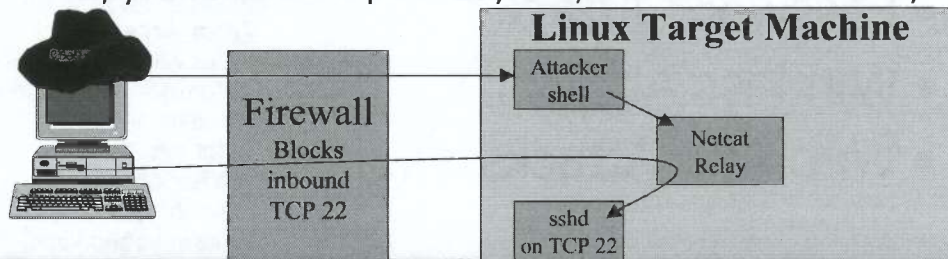 Linux Target Machine
Attacker
shell
Firewall
Blocks
inbound
TCP 22
Netcat
Relay
sshd
on TCP 22